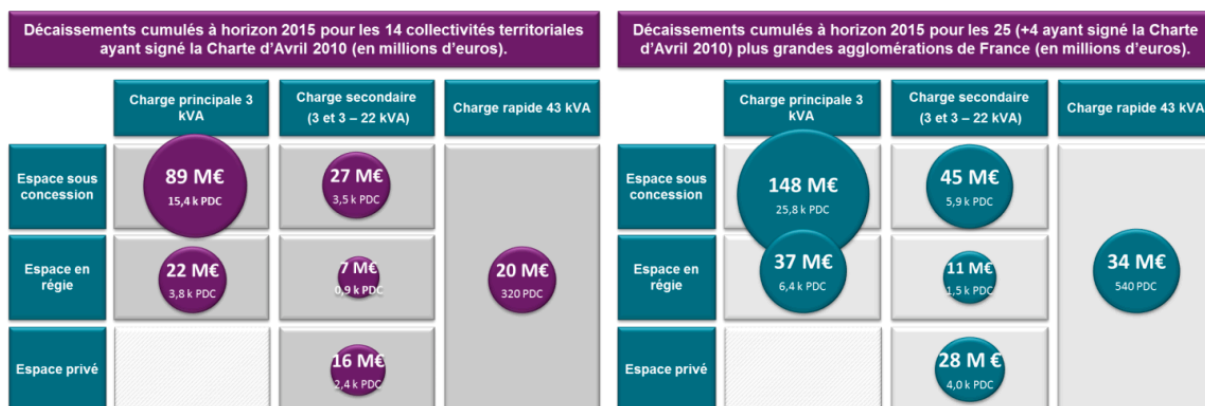 Décaissements cumulés à horizon 2015 pour les 14 collectivités territoriales
ayant signé la Charte d'Avril 2010 (en millions d'euros).
Charge principale 3
kVA
Charge secondaire
(3 et 3 – 22 kVA)
Charge rapide 43 kVA
Espace sous
concession
89 M€
15,4 k PDC
27 M€
3,5 k PDC
Espace en
régie
22 M€
3,8 k PDC
7 M€
0,9 k PDC
20 M€
320 PDC
Espace privé
16 M€
2,4 k PDC
Décaissements cumulés à horizon 2015 pour les 25 (+4 ayant signé la Charte
d'Avril 2010) plus grandes agglomérations de France (en millions d'euros).
Charge principale 3
kVA
Charge secondaire
(3 et 3 – 22 kVA)
Charge rapide 43 kVA
Espace sous
concession
148 M€
25,8 k PDC
45 M€
5,9 k PDC
Espace en
régie
37 M€
6,4 k PDC
11 M€
1,5 k PDC
34 M€
540 PDC
Espace privé
28 M €
4,0 k PDC